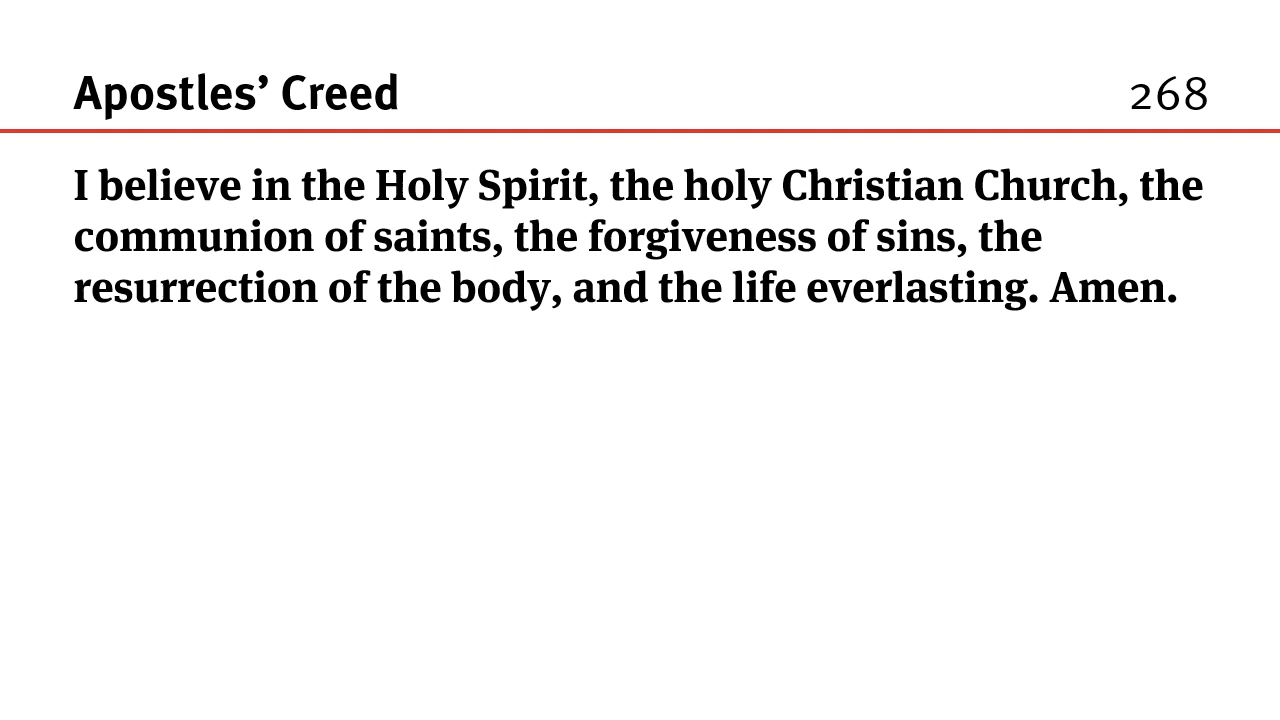 Apostles’ Creed 268
I believe in the Holy Spirit, the holy Christian Church, the
communion of saints, the forgiveness of sins, the
resurrection of the body, and the life everlasting. Amen.